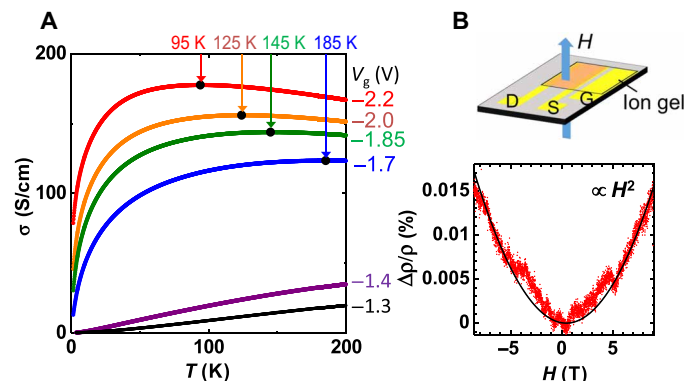 A
95 K 125 K 145 K 185 K
Vg (V)
−2.2
−2.0
−1.85
−1.7
−1.4
−1.3
200
100
0
σ (S/cm)
0 100 200
T (K)
B
H
D S G
Ion gel
∝ H²
0.015
0.01
0.005
0
Δρ/ρ (%)
−5 0 5
H (T)